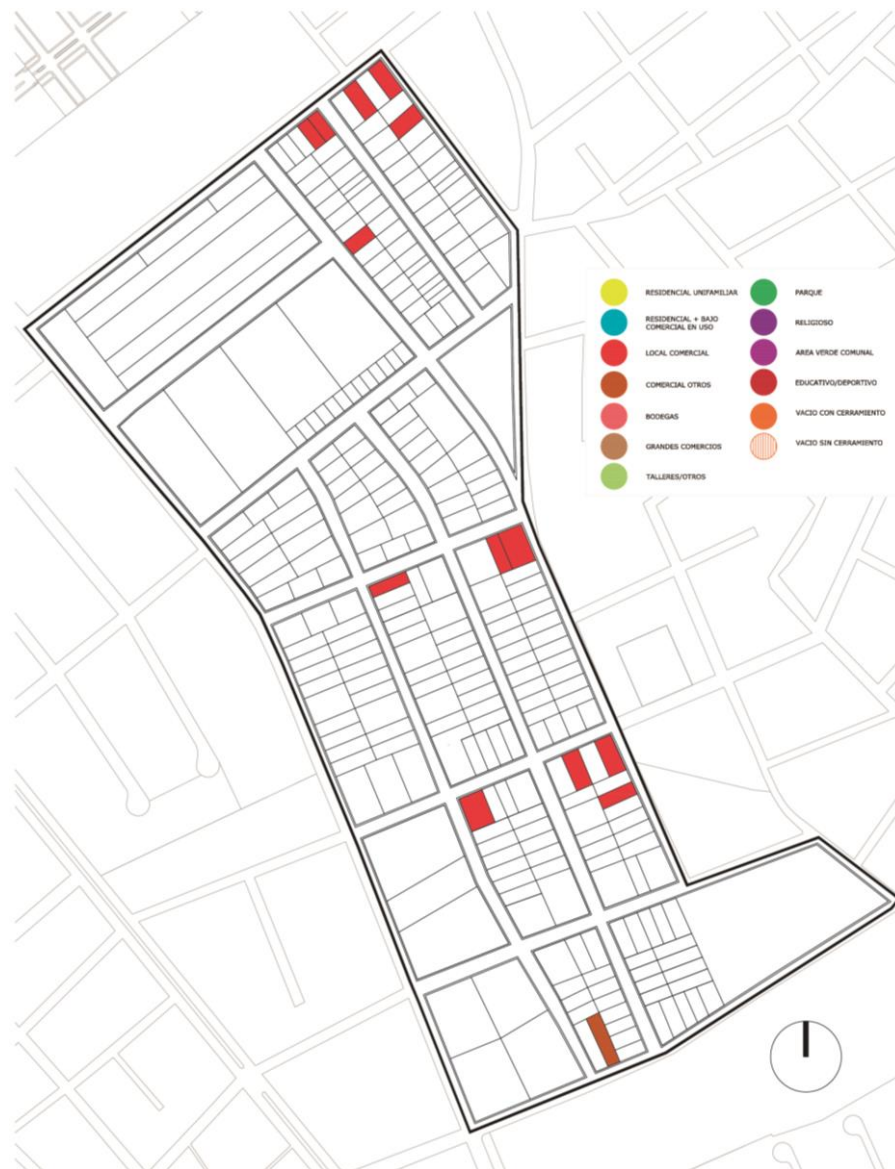 RESIDENCIAL UNIFAMILIAR
RESIDENCIAL + BAJO
COMERCIAL EN USO
LOCAL COMERCIAL
COMERCIAL OTROS
BODEGAS
GRANDES COMERCIOS
TALLERES/OTROS
PARQUE
RELIGIOSO
AREA VERDE COMUNAL
EDUCATIVO/DEPORTIVO
VACIO CON CERRAMIENTO
VACIO SIN CERRAMIENTO